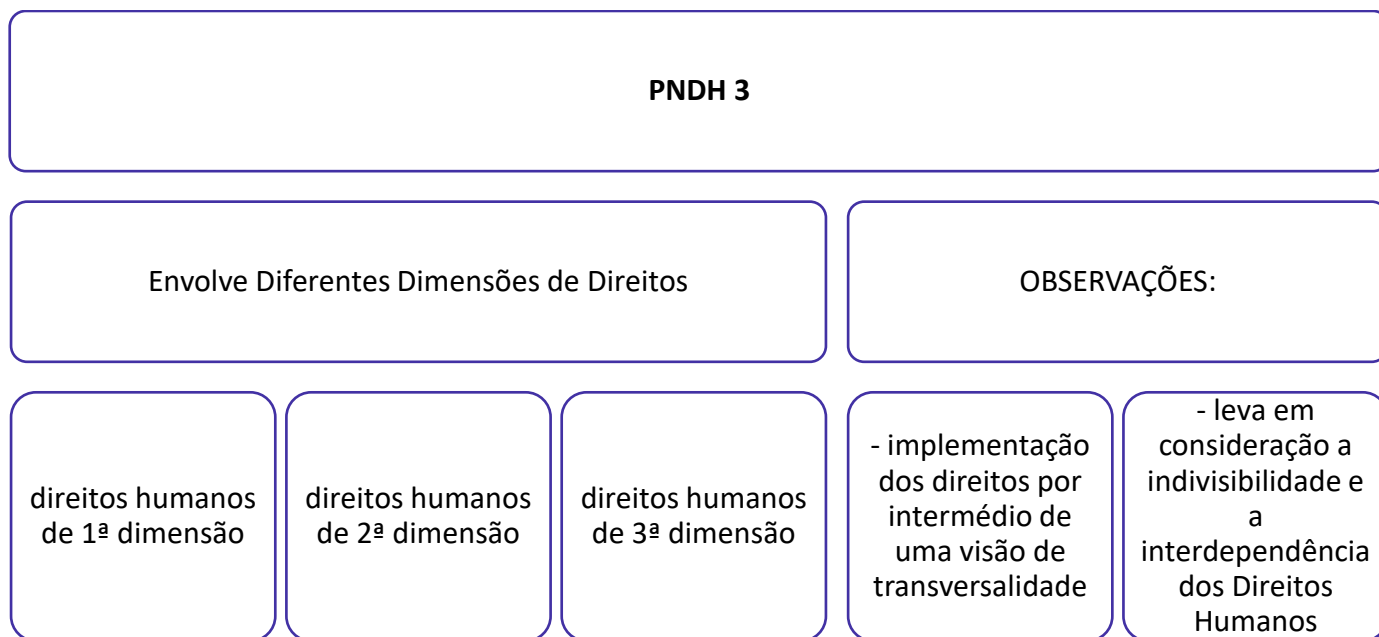 PNDH 3
Envolve Diferentes Dimensões de Direitos
OBSERVAÇÕES:
direitos humanos
de 1ª dimensão
direitos humanos
de 2ª dimensão
direitos humanos
de 3ª dimensão
- implementação
dos direitos por
intermédio de
uma visão de
transversalidade
- leva em
consideração a
indivisibilidade e
a
interdependência
dos Direitos
Humanos